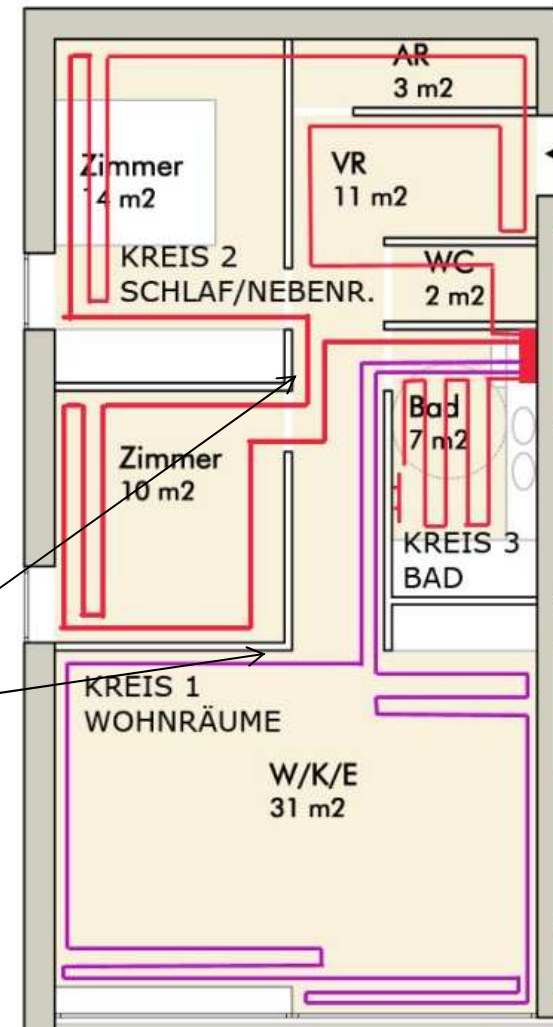 AR
3 m2
Zimmer
14 m2
VR
11 m2
KREIS 2
SCHLAF/NEBENR.
WC
2 m2
Bad
7 m2
Zimmer
10 m2
KREIS 3
BAD
KREIS 1
WOHNRÄUME
W/K/E
31 m2